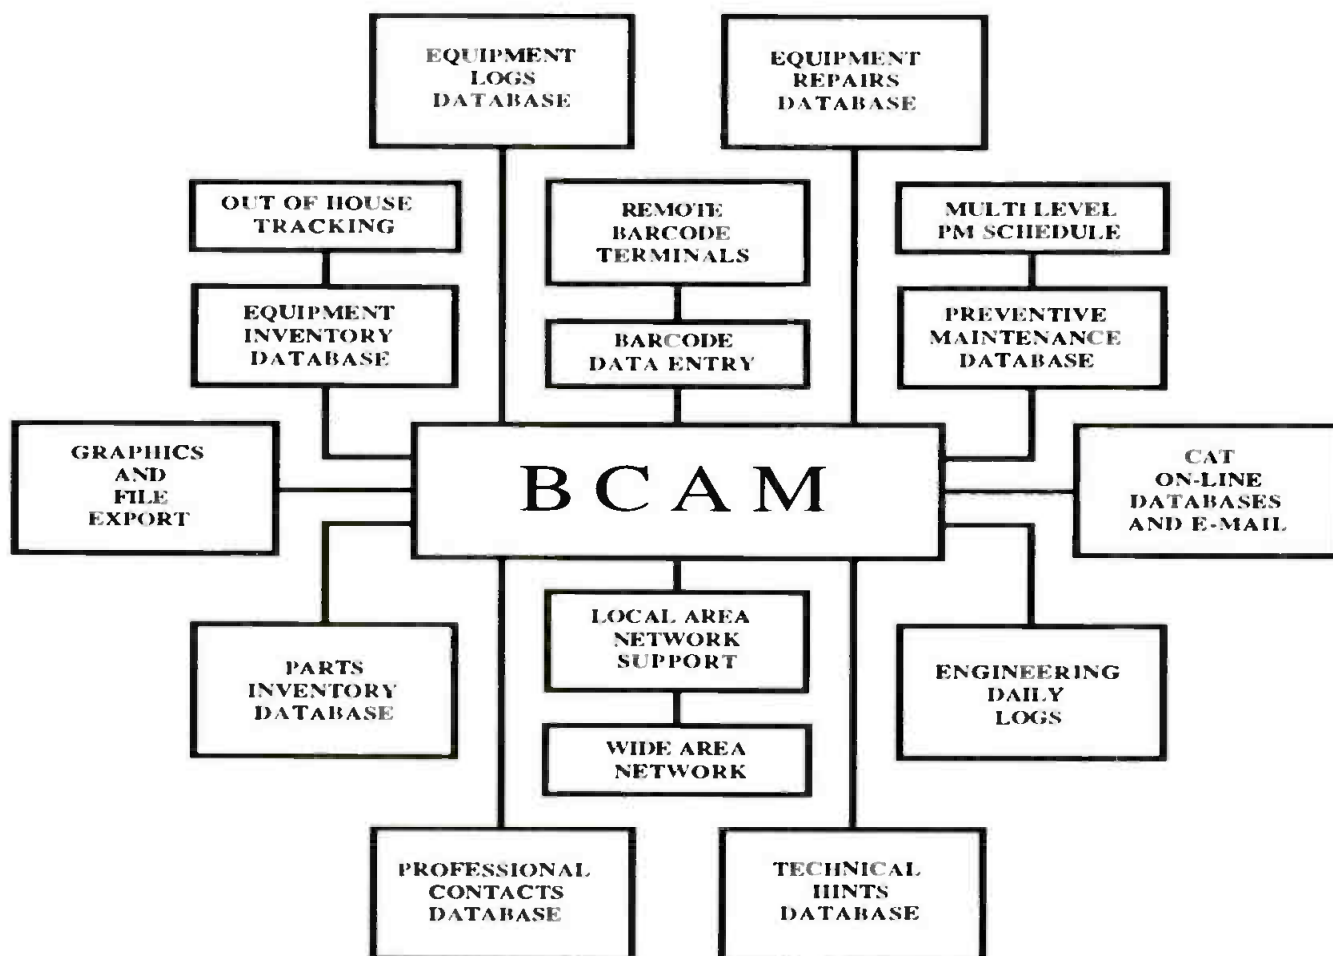 EQUIPMENT
LOGS
DATABASE
EQUIPMENT
REPAIRS
DATABASE
OUT OF HOUSE
TRACKING
REMOTE
BARCODE
TERMINALS
MULTI LEVEL
PM SCHEDULE
EQUIPMENT
INVENTORY
DATABASE
BARCODE
DATA ENTRY
PREVENTIVE
MAINTENANCE
DATABASE
GRAPHICS
AND
FILE
EXPORT
BCAM
CAT
ON-LINE
DATABASES
AND E-MAIL
PARTS
INVENTORY
DATABASE
LOCAL AREA
NETWORK
SUPPORT
ENGINEERING
DAILY
LOGS
WIDE AREA
NETWORK
PROFESSIONAL
CONTACTS
DATABASE
TECHNICAL
HINTS
DATABASE